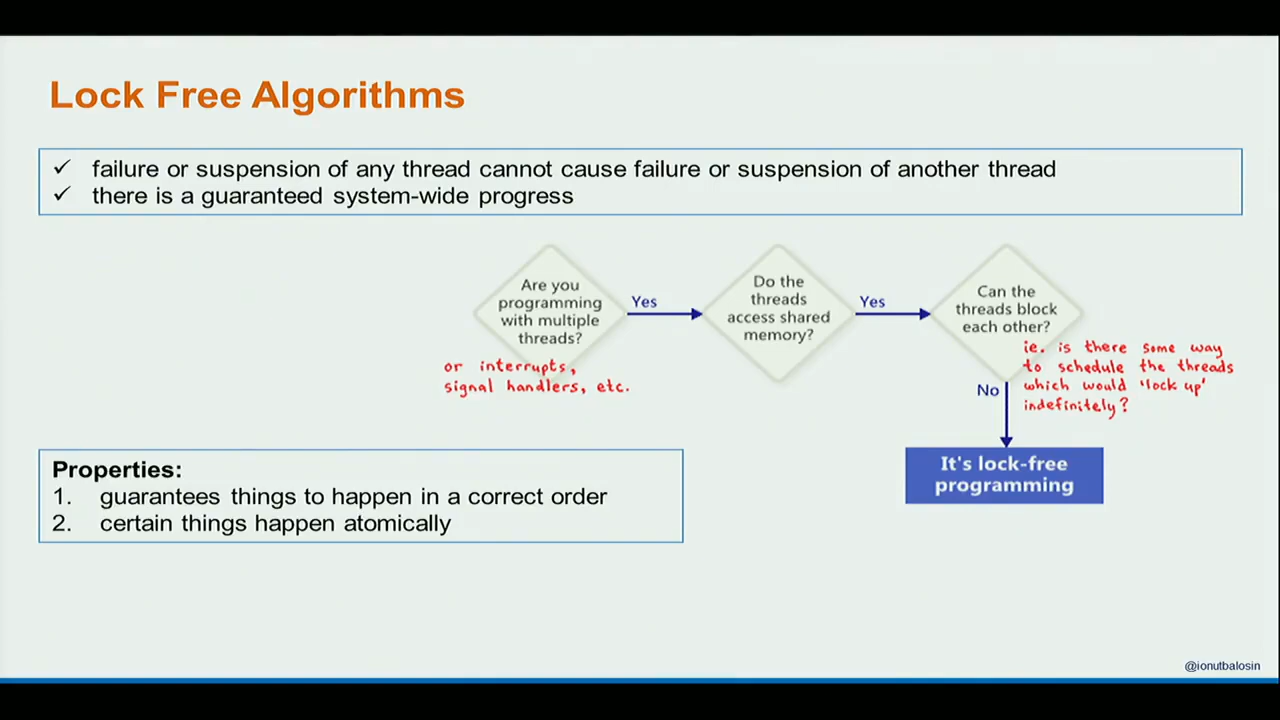 Lock Free Algorithms
✓ failure or suspension of any thread cannot cause failure or suspension of another thread
✓ there is a guaranteed system-wide progress
Are you
programming
with multiple
threads?
or interrupts,
signal handlers, etc.
Yes
Do the
threads
access shared
memory?
Yes
Can the
threads block
each other?
ie. is there some way
to schedule the threads
which would 'lock up'
indefinitely?
No
It's lock-free
programming
Properties:
1. guarantees things to happen in a correct order
2. certain things happen atomically
@ionutbalosin